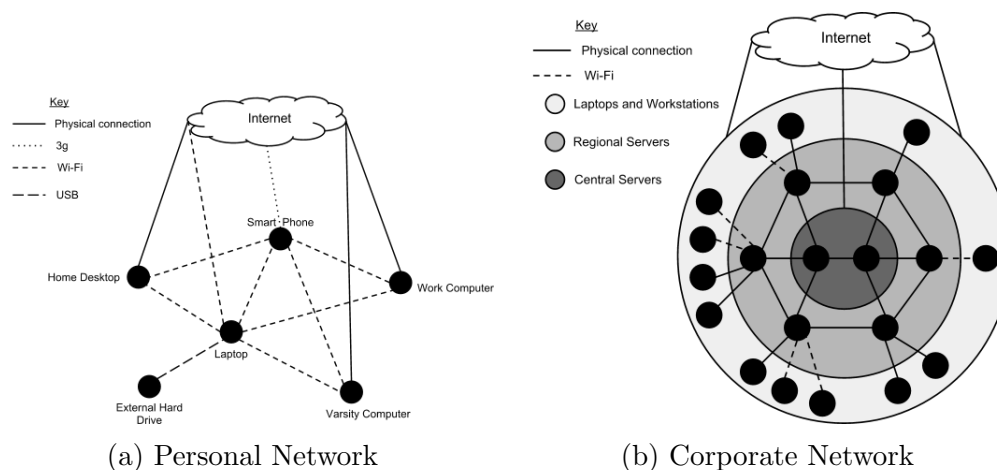 Key
Physical connection
3g
Wi-Fi
USB
Internet
Smart Phone
Home Desktop
Work Computer
Laptop
External Hard
Drive
Varsity Computer
(a) Personal Network
Key
Physical connection
Wi-Fi
Laptops and Workstations
Regional Servers
Central Servers
Internet
(b) Corporate Network